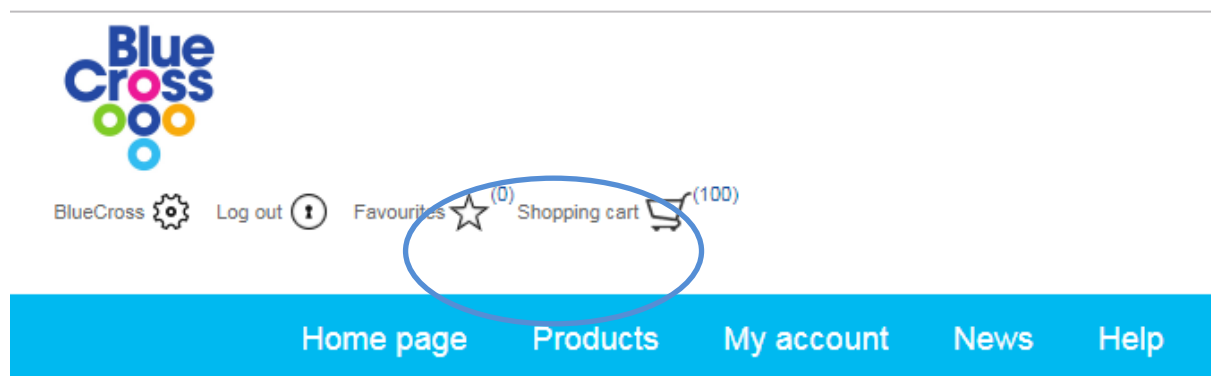 Blue
Cross
BlueCross Log out Favourites (0) Shopping cart (100)
Home page Products My account News Help